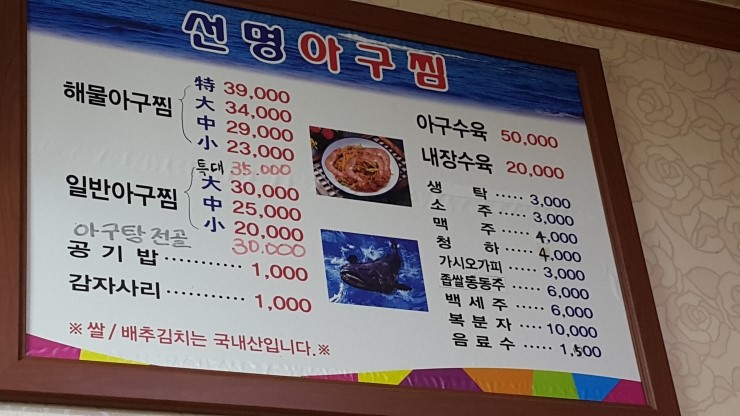 선명아구찜
해물아구찜
特 39,000
大 34,000
中 29,000
小 23,000
일반아구찜
특대 35.000
大 30,000
中 25,000
小 20,000
아구탕 전골 30.000
공기밥 ........... 1,000
감자사리 ........... 1,000
※ 쌀 / 배추김치는 국내산입니다.※
아구수육 50,000
내장수육 20,000
생 탁 ····· 3,000
소 주 ····· 3,000
맥 주 ····· 4,000
청 하 ····· 4,000
가시오가피 ····· 3,000
좁쌀동동주 ····· 6,000
백 세 주 ····· 6,000
복 분 자 ···· 10,000
음 료 수 ····· 1,500